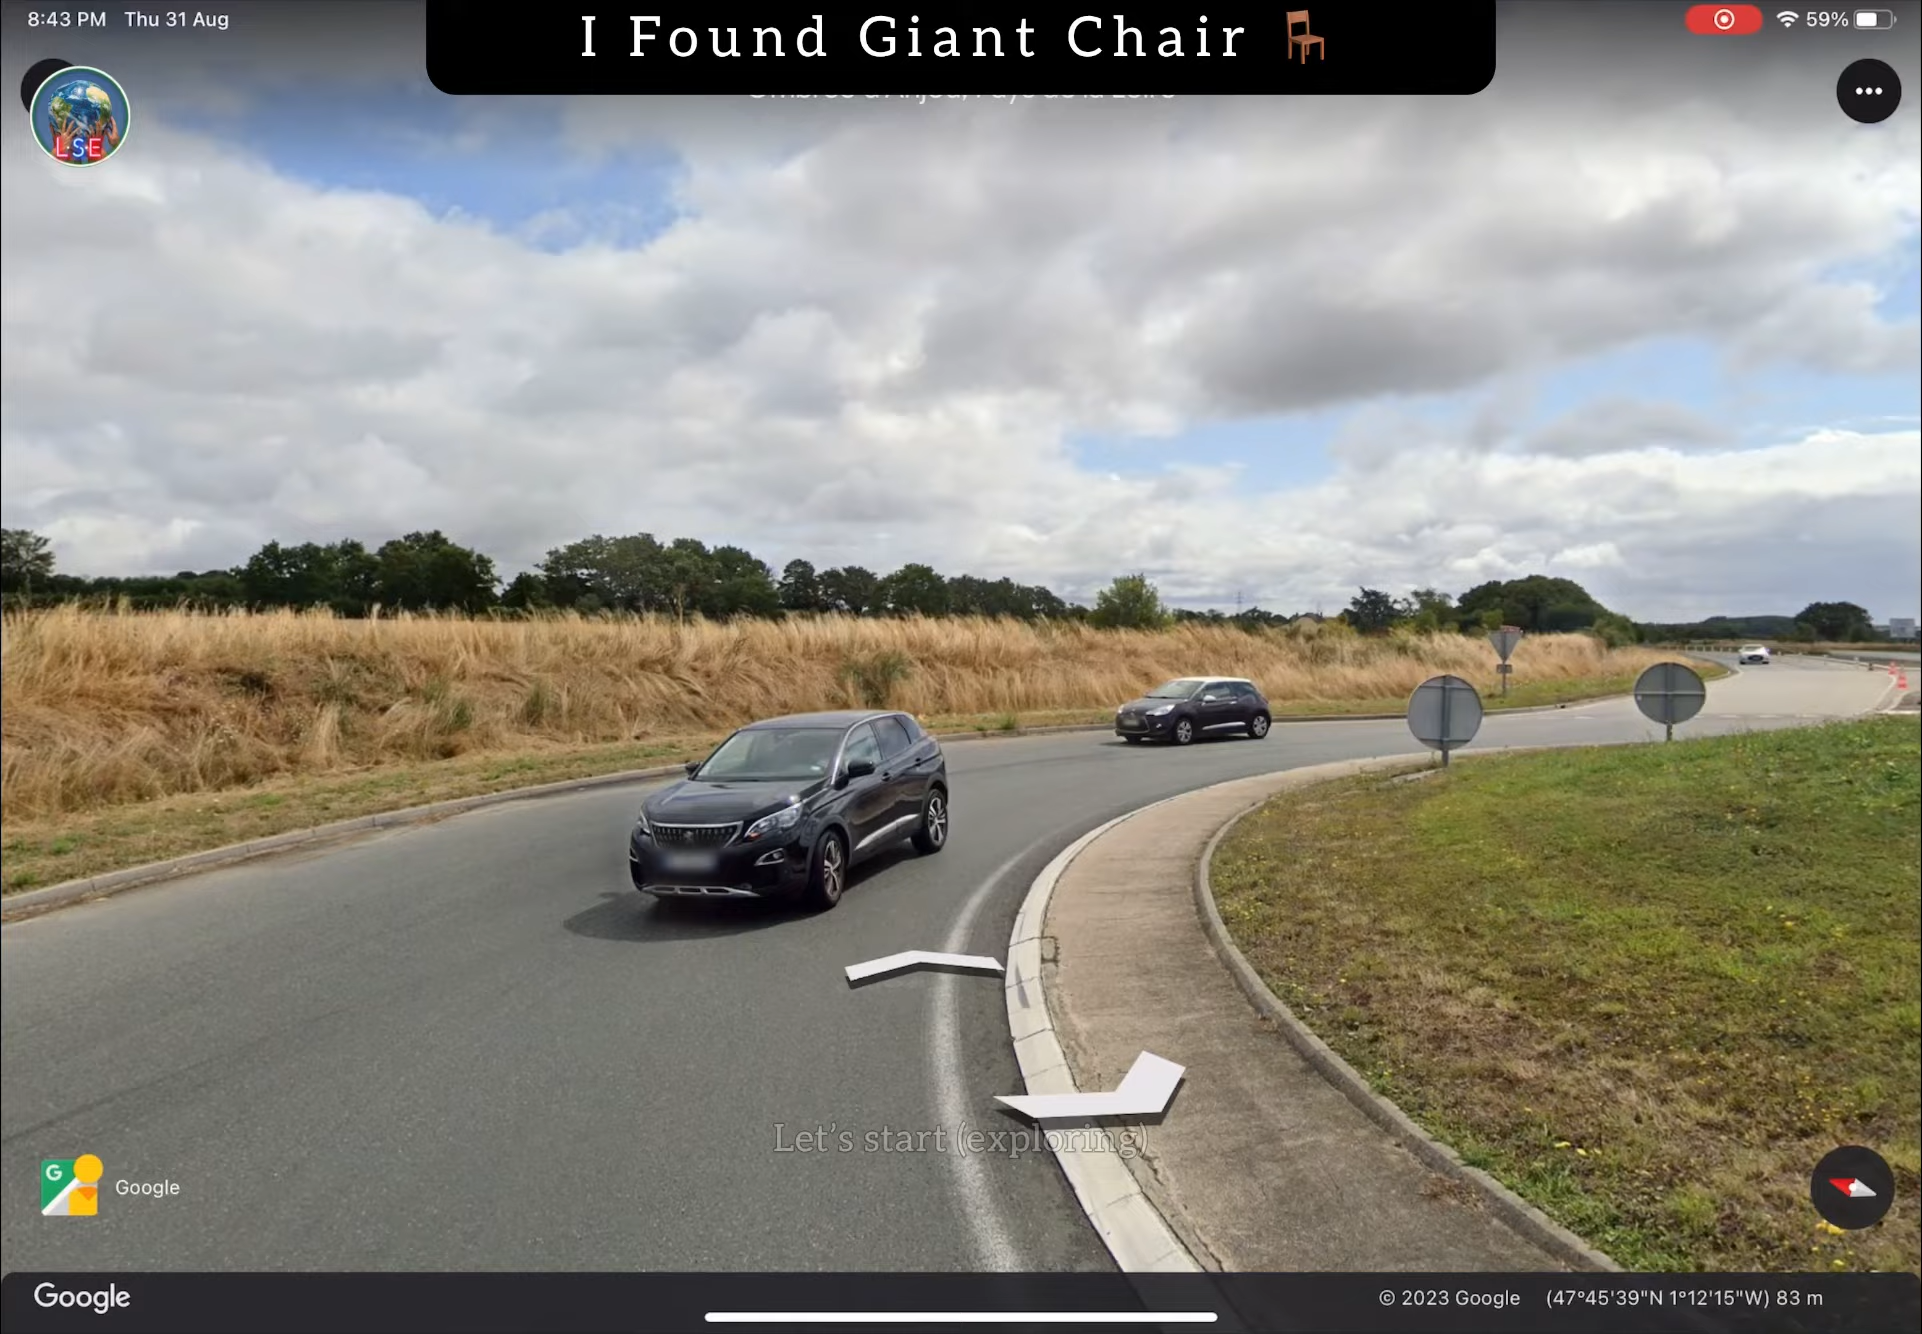 8:43 PM Thu 31 Aug
I Found Giant Chair
59%
L·S·E
Let's start (exploring)
G
Google
Google
© 2023 Google (47°45'39"N 1°12'15"W) 83 m